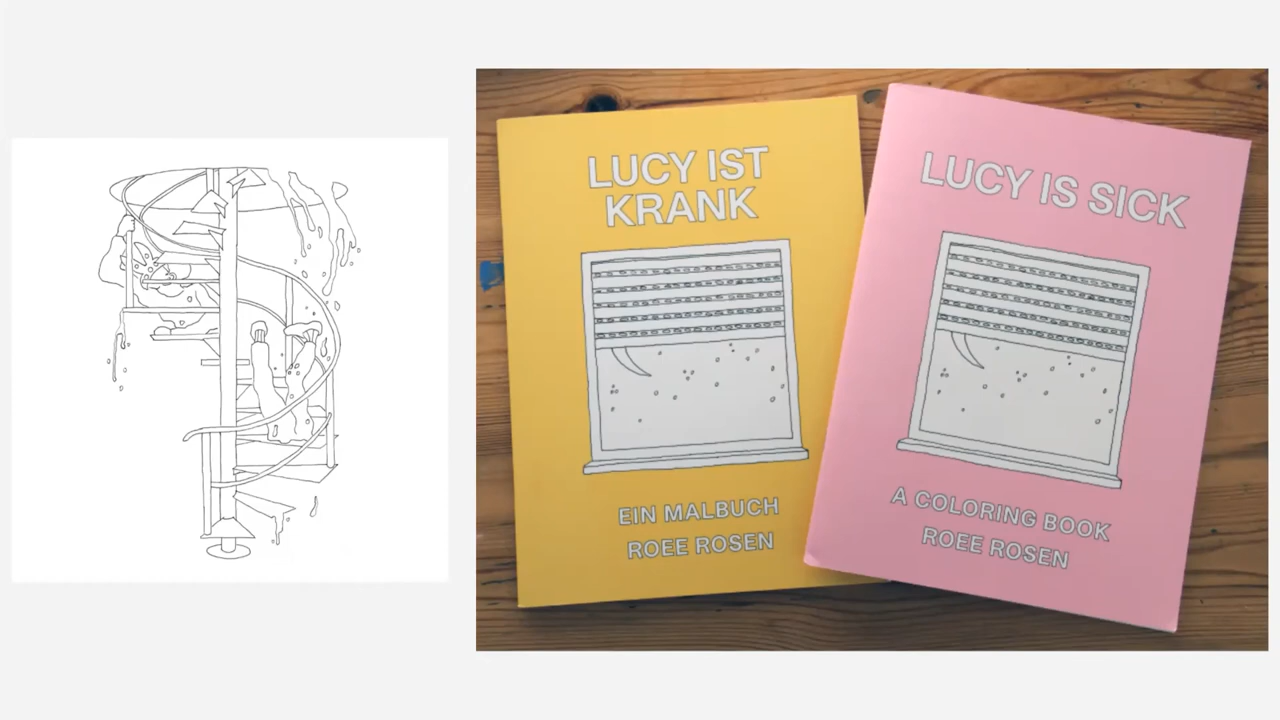 LUCY IST
KRANK
EIN MALBUCH
ROEE ROSEN
LUCY IS SICK
A COLORING BOOK
ROEE ROSEN